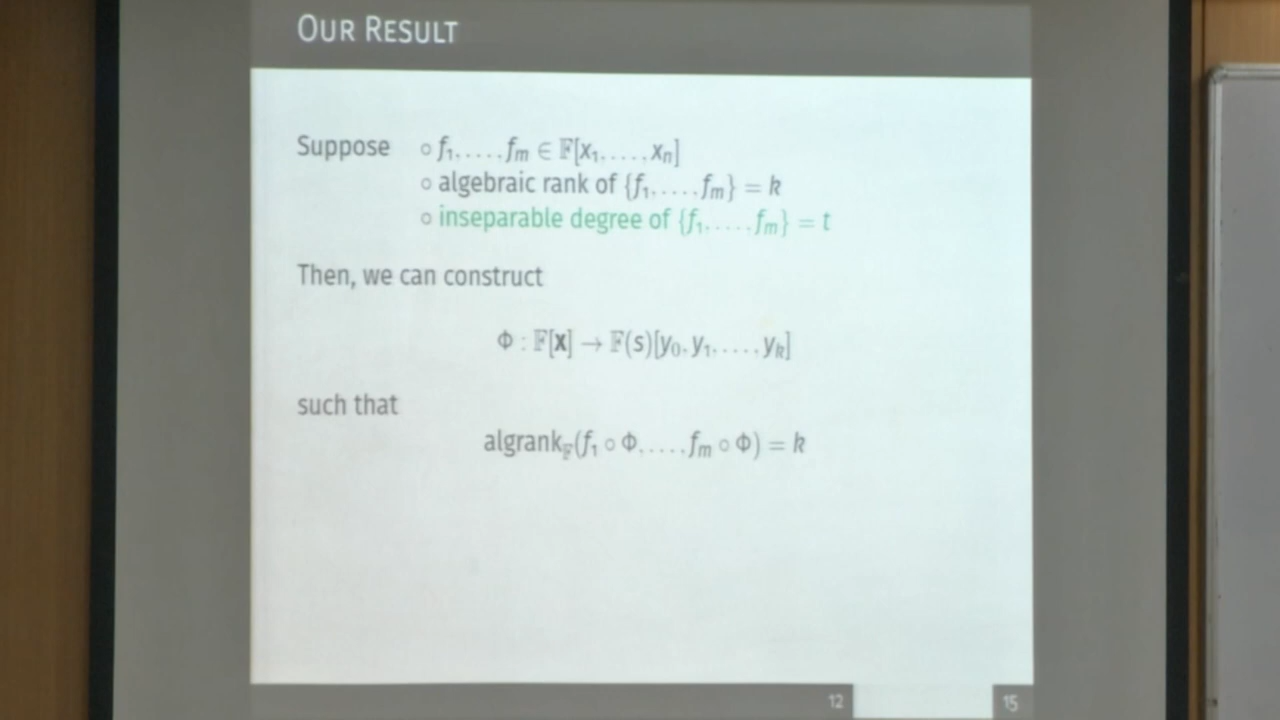 OUR RESULT
Suppose ∘ f₁, . . . , fₘ ∈ 𝔽[x₁, . . . , xₙ]
∘ algebraic rank of {f₁, . . . , fₘ} = k
∘ inseparable degree of {f₁, . . . , fₘ} = t
Then, we can construct
Φ : 𝔽[𝐱] → 𝔽(s)[y₀, y₁, . . . , yₖ]
such that
algrank_𝔽(f₁ ∘ Φ, . . . , fₘ ∘ Φ) = k
12 15